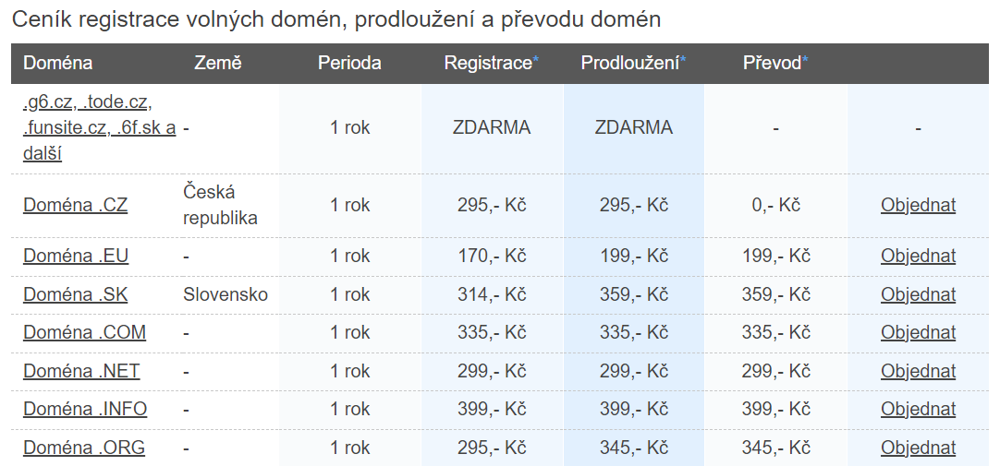 Ceník registrace volných domén, prodloužení a převodu domén
Doména Země Perioda Registrace* Prodloužení* Převod*
.g6.cz, .tode.cz,
.funsite.cz, .6f.sk a - 1 rok ZDARMA ZDARMA - -
další
Doména .CZ Česká republika 1 rok 295,- Kč 295,- Kč 0,- Kč Objednat
Doména .EU - 1 rok 170,- Kč 199,- Kč 199,- Kč Objednat
Doména .SK Slovensko 1 rok 314,- Kč 359,- Kč 359,- Kč Objednat
Doména .COM - 1 rok 335,- Kč 335,- Kč 335,- Kč Objednat
Doména .NET - 1 rok 299,- Kč 299,- Kč 299,- Kč Objednat
Doména .INFO - 1 rok 399,- Kč 399,- Kč 399,- Kč Objednat
Doména .ORG - 1 rok 295,- Kč 345,- Kč 345,- Kč Objednat